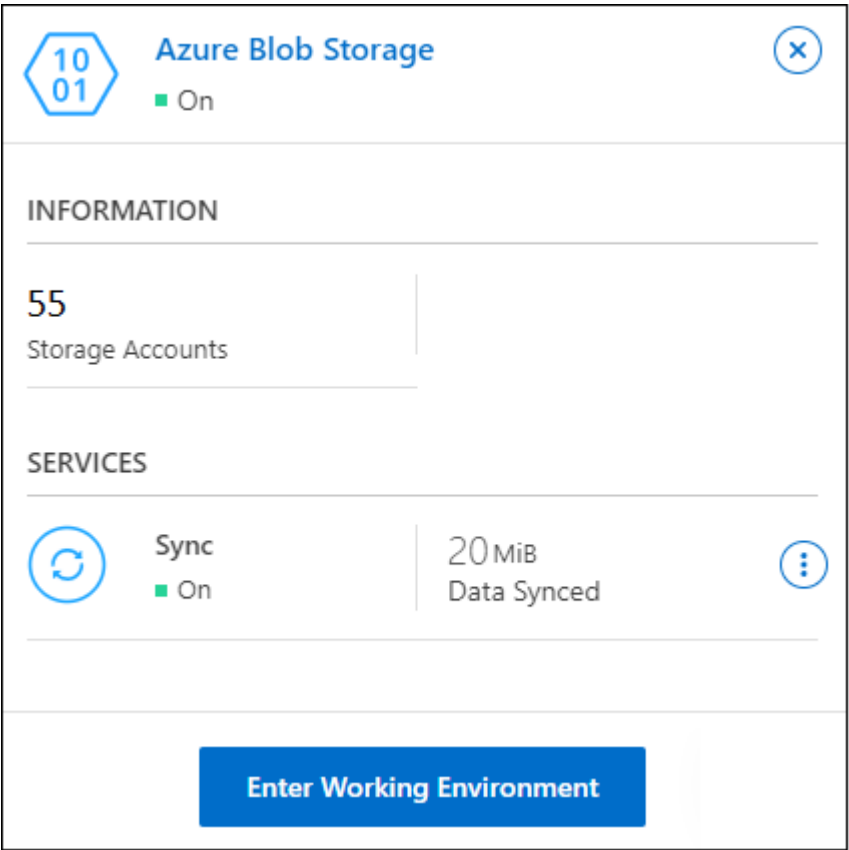 10
01
Azure Blob Storage
On
INFORMATION
55
Storage Accounts
SERVICES
Sync
On
20 MiB
Data Synced
Enter Working Environment